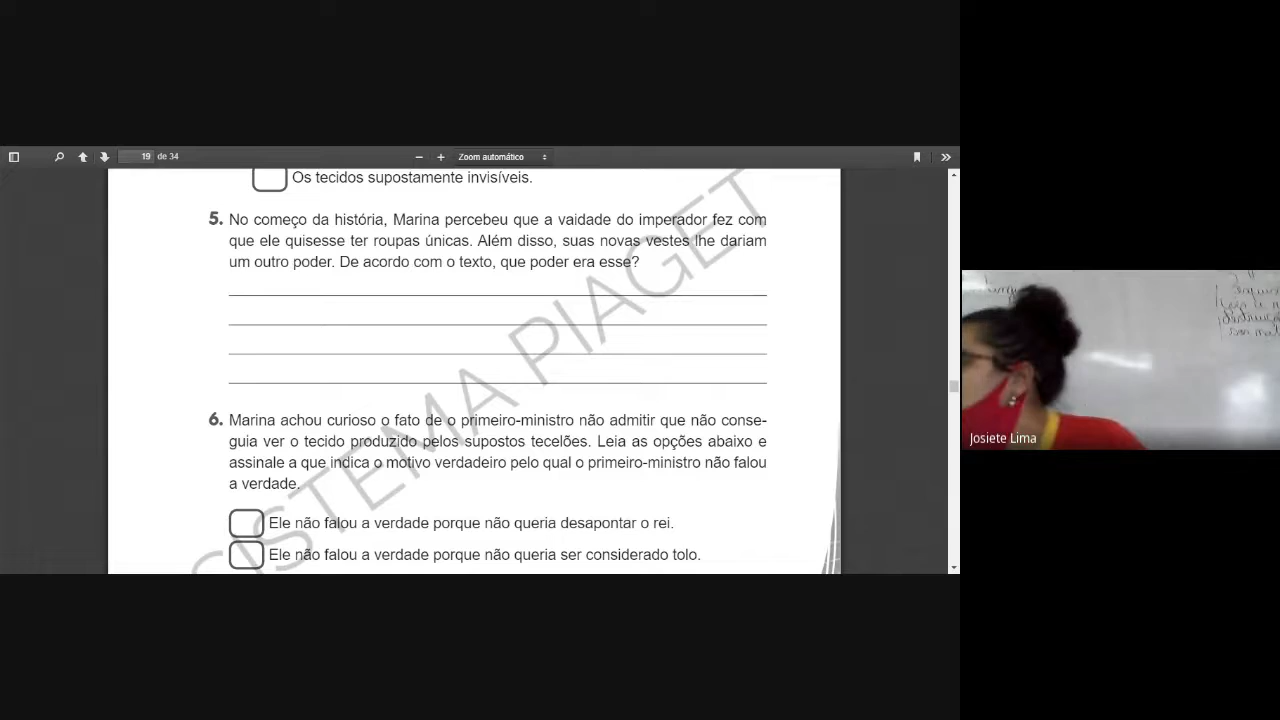 19 de 34
Zoom automático
Os tecidos supostamente invisíveis.
5. No começo da história, Marina percebeu que a vaidade do imperador fez com
que ele quisesse ter roupas únicas. Além disso, suas novas vestes lhe dariam
um outro poder. De acordo com o texto, que poder era esse?
6. Marina achou curioso o fato de o primeiro-ministro não admitir que não conse-
guia ver o tecido produzido pelos supostos tecelões. Leia as opções abaixo e
assinale a que indica o motivo verdadeiro pelo qual o primeiro-ministro não falou
a verdade.
Ele não falou a verdade porque não queria desapontar o rei.
Ele não falou a verdade porque não queria ser considerado tolo.
SISTEMA PIAGET
Josiete Lima